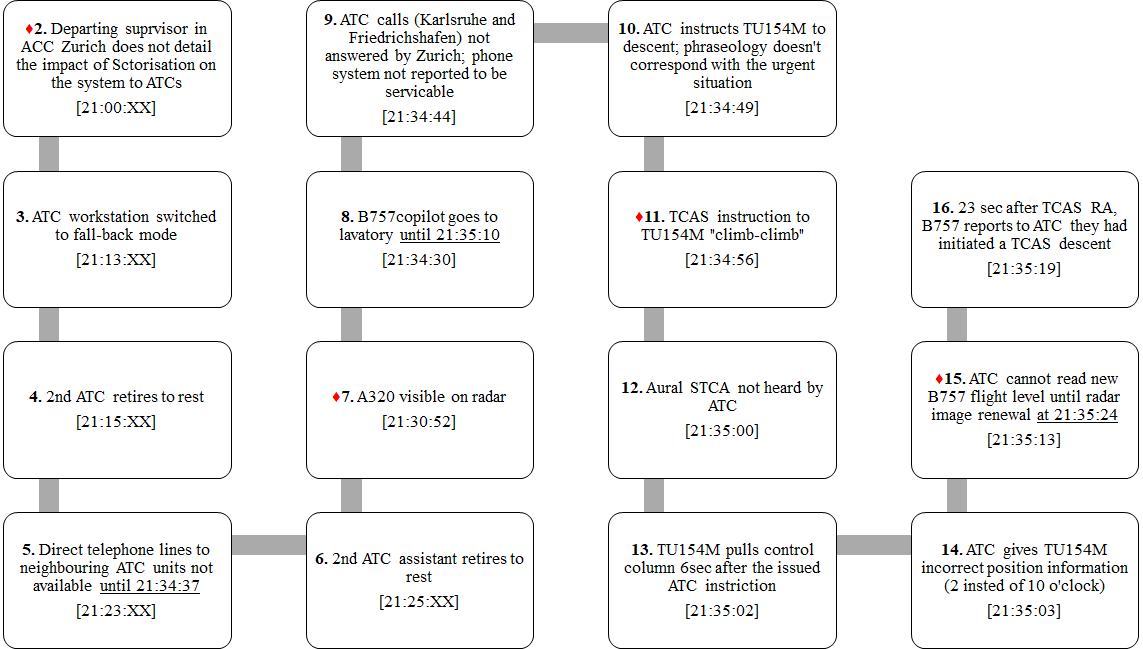 ♦2. Departing suprvisor in
ACC Zurich does not detail
the impact of Sctorisation on
the system to ATCs
[21:00:XX]
3. ATC workstation switched
to fall-back mode
[21:13:XX]
4. 2nd ATC retires to rest
[21:15:XX]
5. Direct telephone lines to
neighbouring ATC units not
available until 21:34:37
[21:23:XX]
6. 2nd ATC assistant retires to
rest
[21:25:XX]
♦7. A320 visible on radar
[21:30:52]
8. B757copilot goes to
lavatory until 21:35:10
[21:34:30]
9. ATC calls (Karlsruhe and
Friedrichshafen) not
answered by Zurich; phone
system not reported to be
servicable
[21:34:44]
10. ATC instructs TU154M to
descent; phraseology doesn't
correspond with the urgent
situation
[21:34:49]
♦11. TCAS instruction to
TU154M "climb-climb"
[21:34:56]
12. Aural STCA not heard by
ATC
[21:35:00]
13. TU154M pulls control
column 6sec after the issued
ATC instriction
[21:35:02]
14. ATC gives TU154M
incorrect position information
(2 insted of 10 o'clock)
[21:35:03]
♦15. ATC cannot read new
B757 flight level until radar
image renewal at 21:35:24
[21:35:13]
16. 23 sec after TCAS RA,
B757 reports to ATC they had
initiated a TCAS descent
[21:35:19]